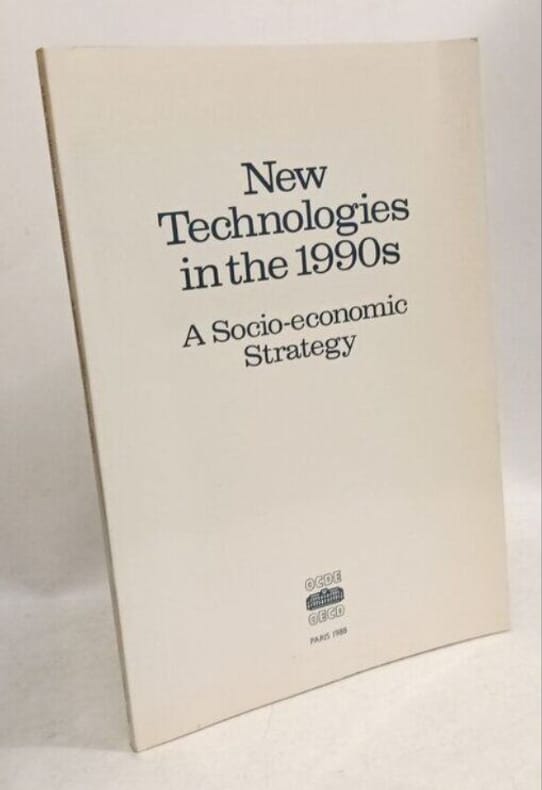 New
Technologies
in the 1990s
A Socio-economic
Strategy
OCDE
OECD
PARIS 1988